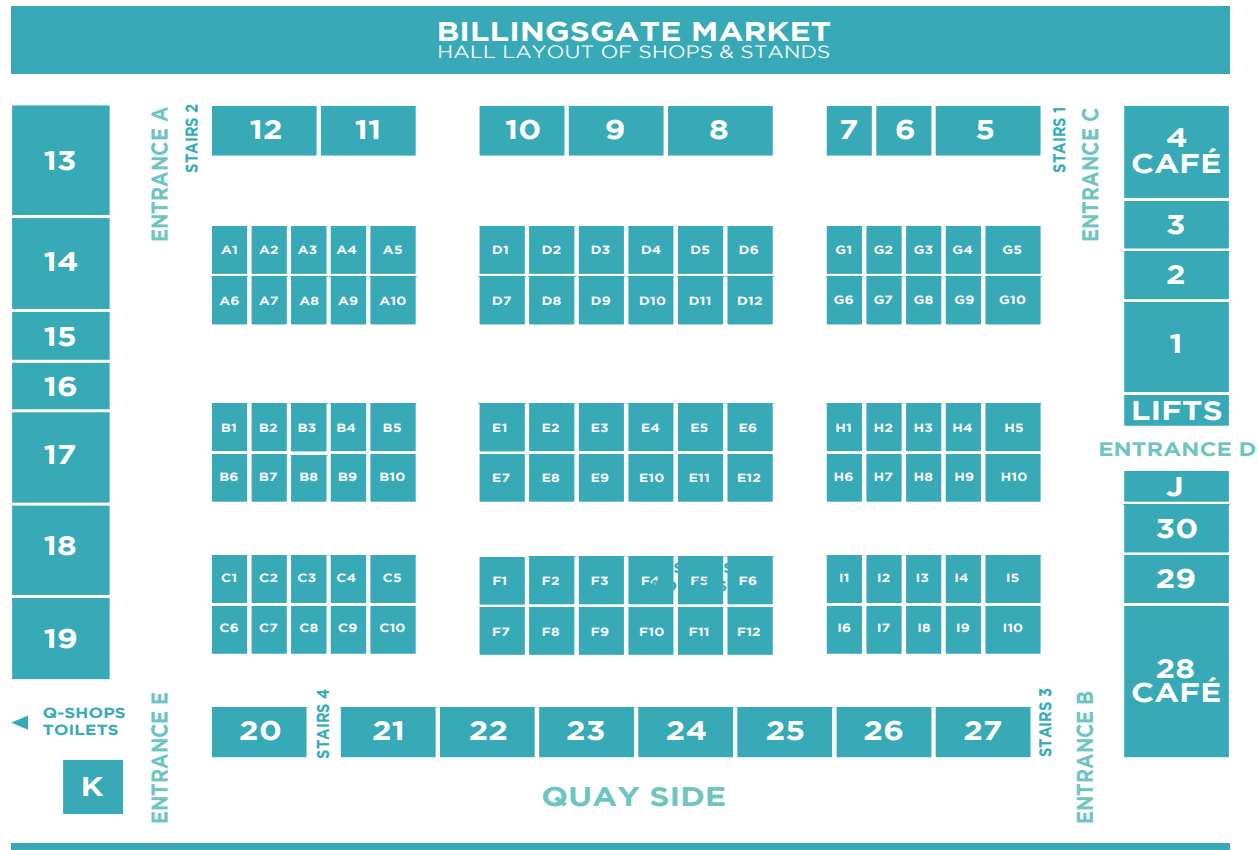 BILLINGSGATE MARKET
HALL LAYOUT OF SHOPS & STANDS
ENTRANCE A
STAIRS 2
12 11 10 9 8 7 6 5
STAIRS 1
ENTRANCE C
13
14
15
16
17
18
19
4
CAFÉ
3
2
1
LIFTS
ENTRANCE D
J
30
29
28
CAFÉ
A1 A2 A3 A4 A5
A6 A7 A8 A9 A10
D1 D2 D3 D4 D5 D6
D7 D8 D9 D10 D11 D12
G1 G2 G3 G4 G5
G6 G7 G8 G9 G10
B1 B2 B3 B4 B5
B6 B7 B8 B9 B10
E1 E2 E3 E4 E5 E6
E7 E8 E9 E10 E11 E12
H1 H2 H3 H4 H5
H6 H7 H8 H9 H10
C1 C2 C3 C4 C5
C6 C7 C8 C9 C10
F1 F2 F3 F4 F5 F6
F7 F8 F9 F10 F11 F12
I1 I2 I3 I4 I5
I6 I7 I8 I9 I10
Q-SHOPS
TOILETS
K
ENTRANCE E
20
STAIRS 4
21 22 23 24 25 26 27
STAIRS 3
ENTRANCE B
QUAY SIDE